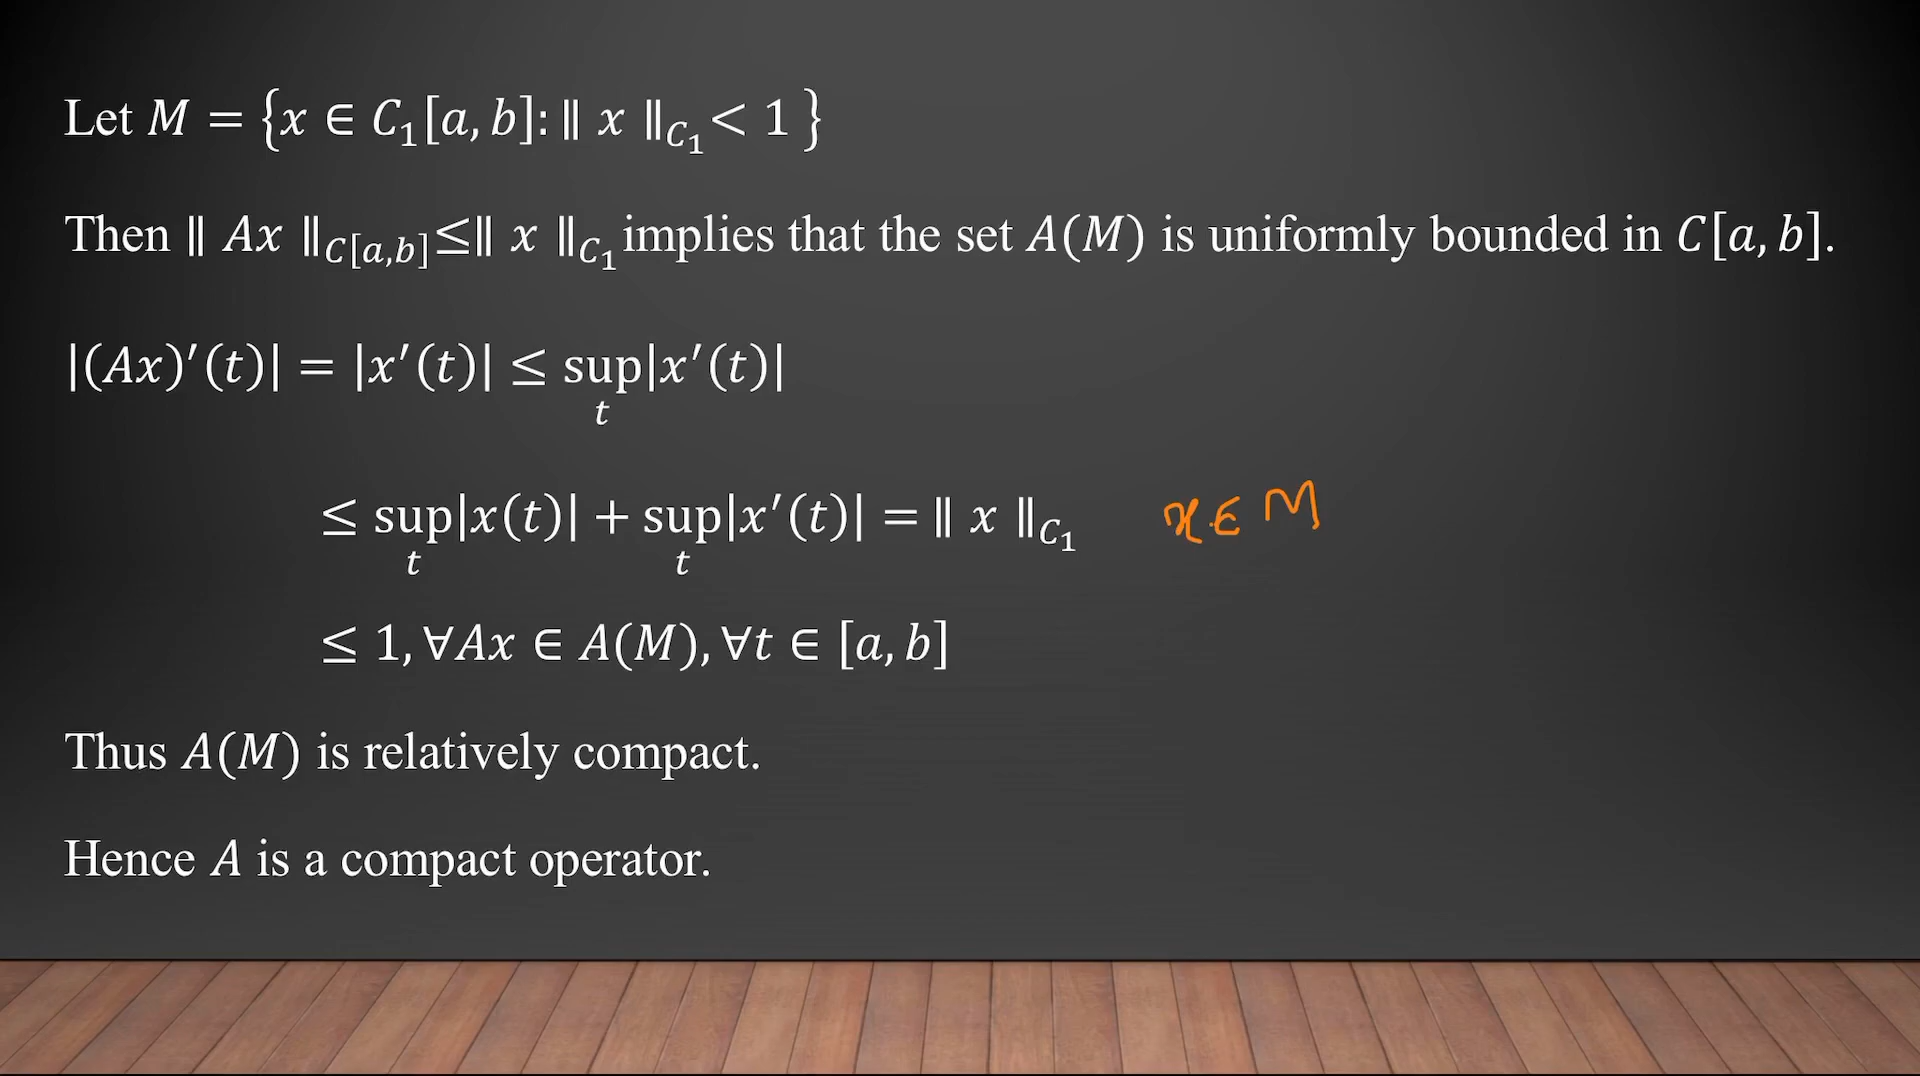 Let 𝑀 = {𝑥 ∈ 𝐶₁[𝑎, 𝑏]: ∥ 𝑥 ∥_{𝐶₁} < 1 }
Then ∥ 𝐴𝑥 ∥_{𝐶[𝑎,𝑏]} ≤∥ 𝑥 ∥_{𝐶₁} implies that the set 𝐴(𝑀) is uniformly bounded in 𝐶[𝑎, 𝑏].
|(𝐴𝑥)′(𝑡)| = |𝑥′(𝑡)| ≤ sup_𝑡|𝑥′(𝑡)|
≤ sup_𝑡|𝑥(𝑡)| + sup_𝑡|𝑥′(𝑡)| = ∥ 𝑥 ∥_{𝐶₁} x ∈ M
≤ 1, ∀𝐴𝑥 ∈ 𝐴(𝑀), ∀𝑡 ∈ [𝑎, 𝑏]
Thus 𝐴(𝑀) is relatively compact.
Hence 𝐴 is a compact operator.